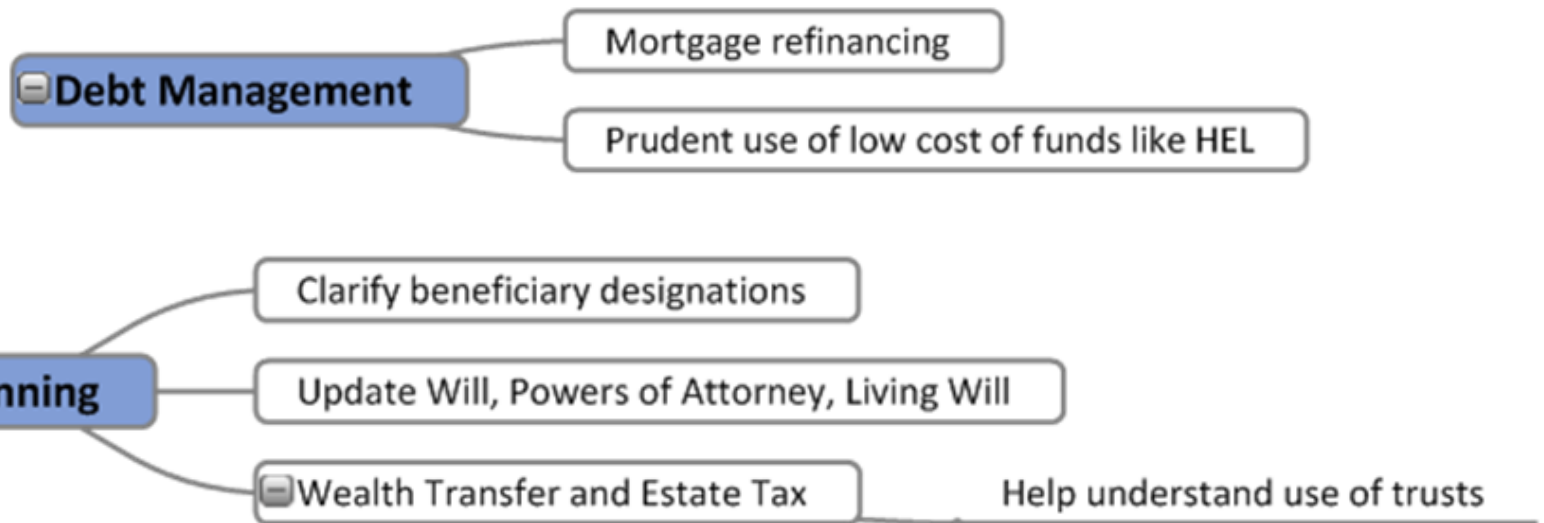 Debt Management
Mortgage refinancing
Prudent use of low cost of funds like HEL
nning
Clarify beneficiary designations
Update Will, Powers of Attorney, Living Will
Wealth Transfer and Estate Tax
Help understand use of trusts